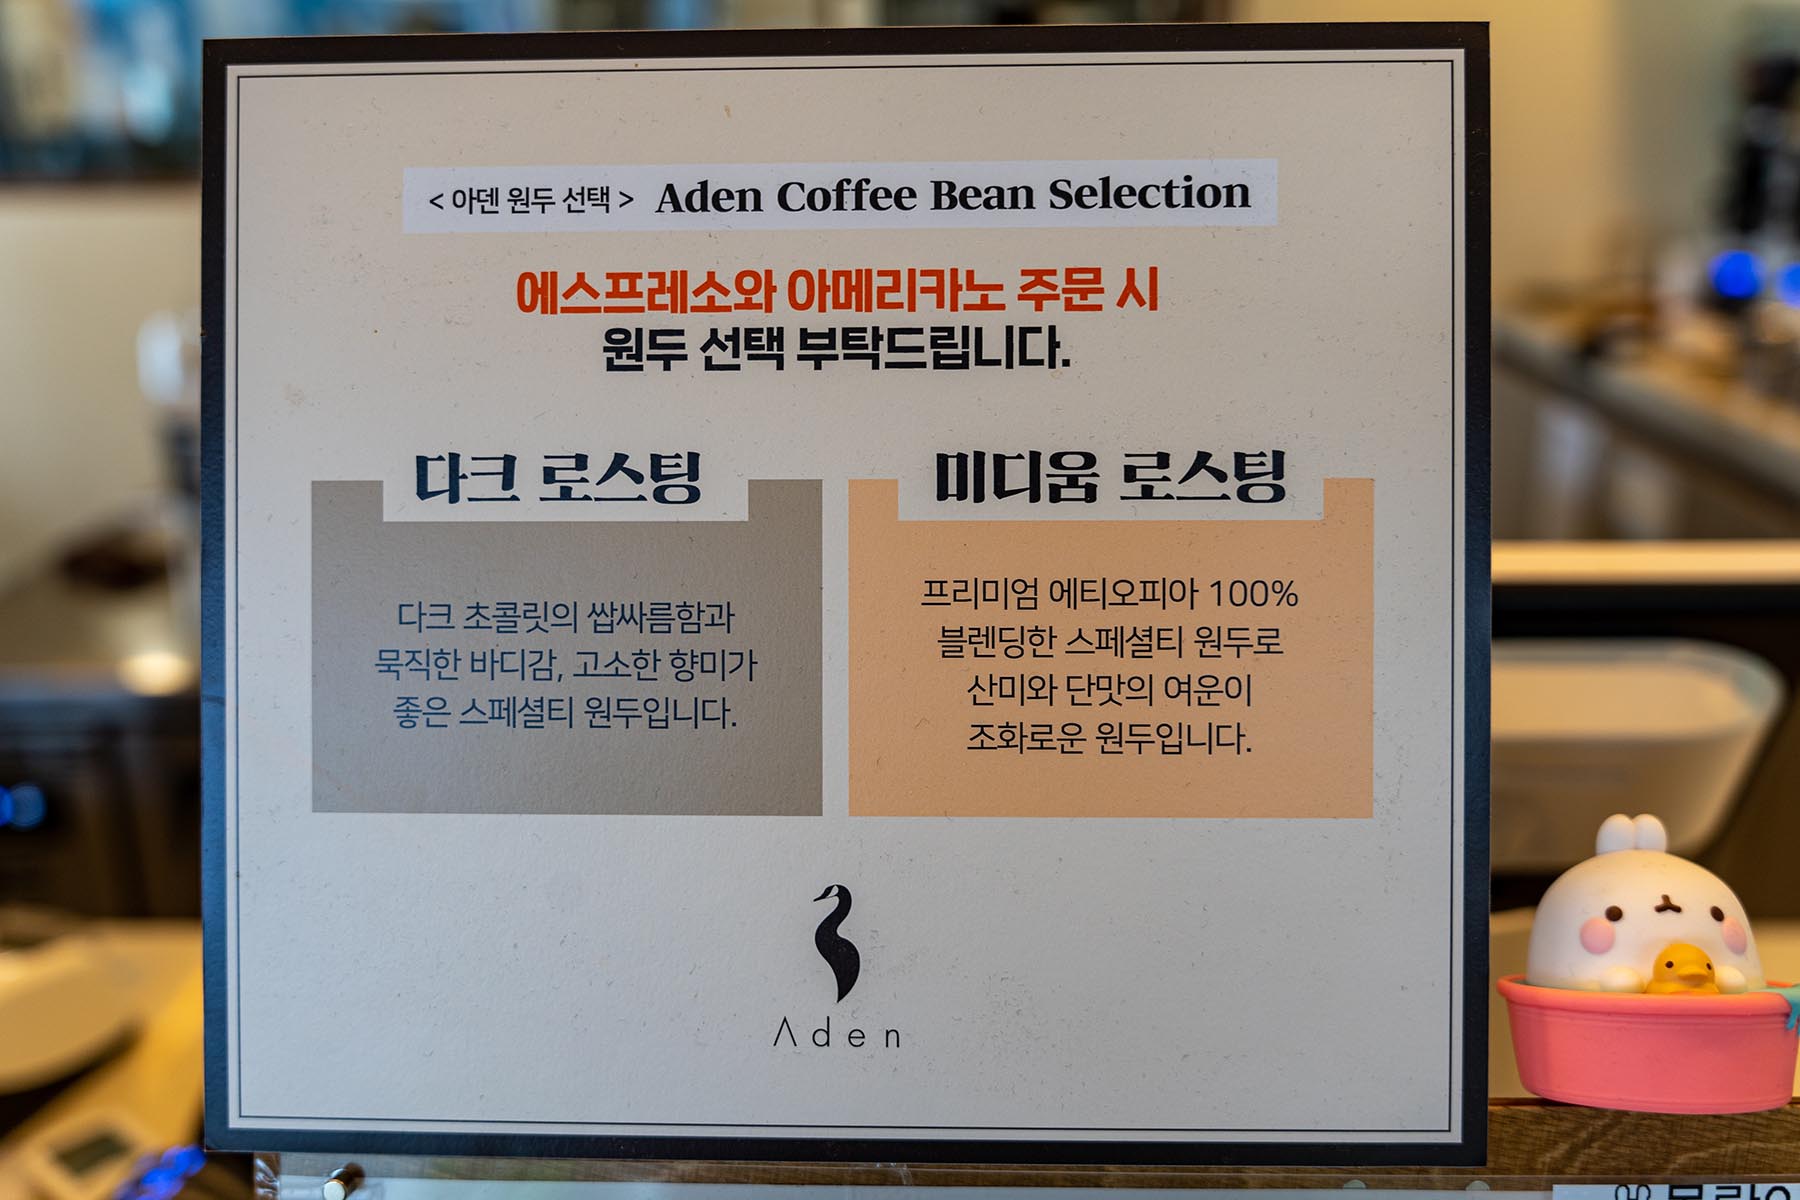 < 아덴 원두 선택 > Aden Coffee Bean Selection
에스프레소와 아메리카노 주문 시
원두 선택 부탁드립니다.
다크 로스팅
다크 초콜릿의 쌉싸름함과
묵직한 바디감, 고소한 향미가
좋은 스페셜티 원두입니다.
미디움 로스팅
프리미엄 에티오피아 100%
블렌딩한 스페셜티 원두로
산미와 단맛의 여운이
조화로운 원두입니다.
Aden